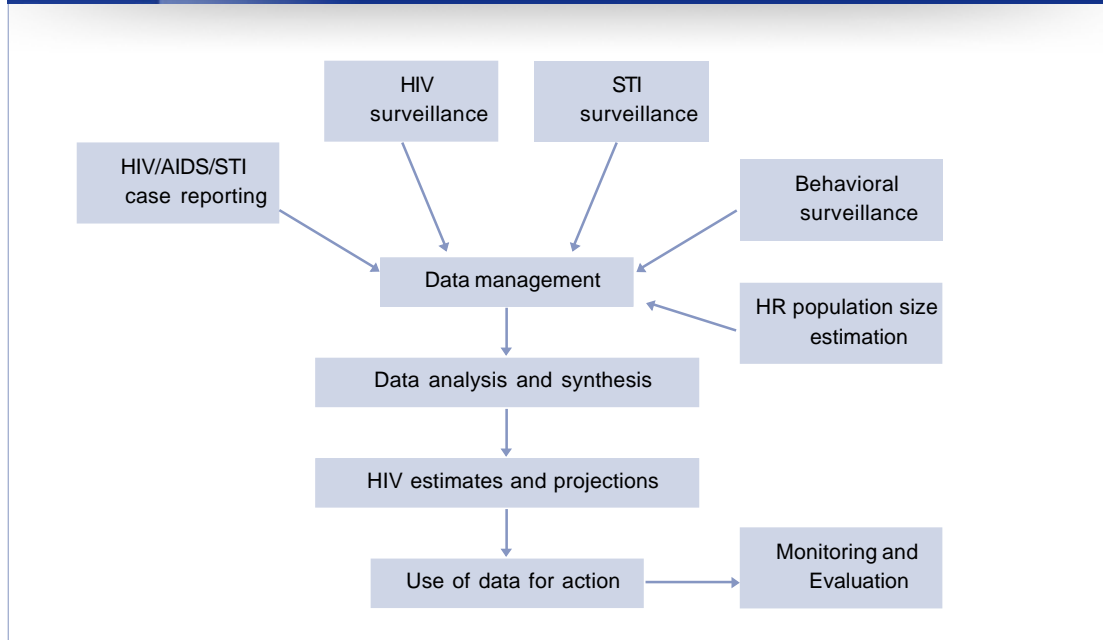 HIV
surveillance
STI
surveillance
HIV/AIDS/STI
case reporting
Behavioral
surveillance
Data management
HR population size
estimation
Data analysis and synthesis
HIV estimates and projections
Use of data for action
Monitoring and
Evaluation